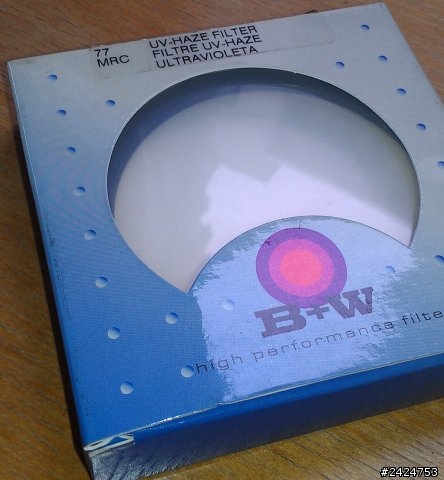 77 UV-HAZE FILTER
MRC FILTRE UV-HAZE
ULTRAVIOLETA
B+W
high performance filte
#2424753